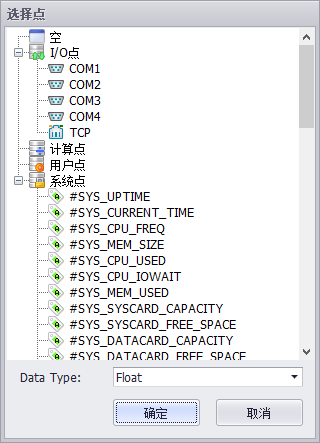 选择点
空
I/O点
COM1
COM2
COM3
COM4
TCP
计算点
用户点
系统点
#SYS_UPTIME
#SYS_CURRENT_TIME
#SYS_CPU_FREQ
#SYS_MEM_SIZE
#SYS_CPU_USED
#SYS_CPU_IOWAIT
#SYS_MEM_USED
#SYS_SYSCARD_CAPACITY
#SYS_SYSCARD_FREE_SPACE
#SYS_DATACARD_CAPACITY
#SYS_DATACARD_FREE_SPACE
Data Type: Float
确定 取消